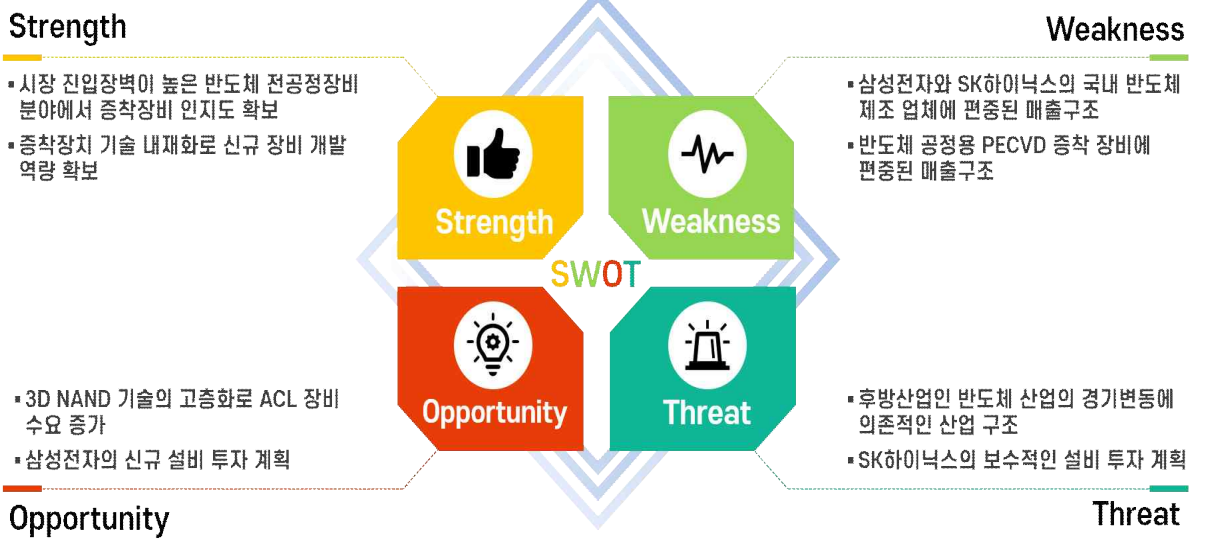 Strength
▪시장 진입장벽이 높은 반도체 전공정장비
분야에서 증착장비 인지도 확보
▪증착장치 기술 내재화로 신규 장비 개발
역량 확보
Weakness
▪삼성전자와 SK하이닉스의 국내 반도체
제조 업체에 편중된 매출구조
▪반도체 공정용 PECVD 증착 장비에
편중된 매출구조
Strength
Weakness
SWOT
Opportunity
Threat
▪3D NAND 기술의 고층화로 ACL 장비
수요 증가
▪삼성전자의 신규 설비 투자 계획
Opportunity
▪후방산업인 반도체 산업의 경기변동에
의존적인 산업 구조
▪SK하이닉스의 보수적인 설비 투자 계획
Threat